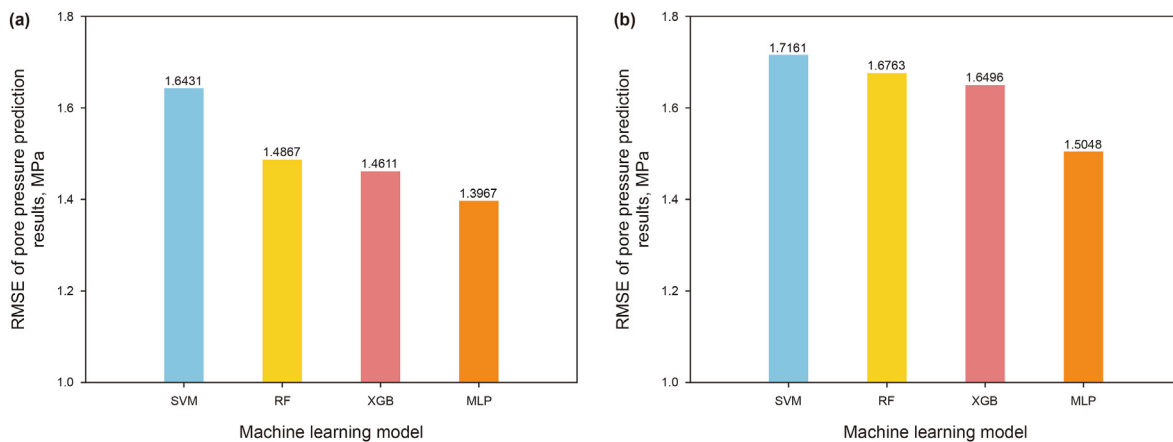 (a)
RMSE of pore pressure prediction
results, MPa
1.8
1.6
1.4
1.2
1.0
1.6431
1.4867
1.4611
1.3967
SVM
RF
XGB
MLP
Machine learning model
(b)
RMSE of pore pressure prediction
results, MPa
1.8
1.6
1.4
1.2
1.0
1.7161
1.6763
1.6496
1.5048
SVM
RF
XGB
MLP
Machine learning model